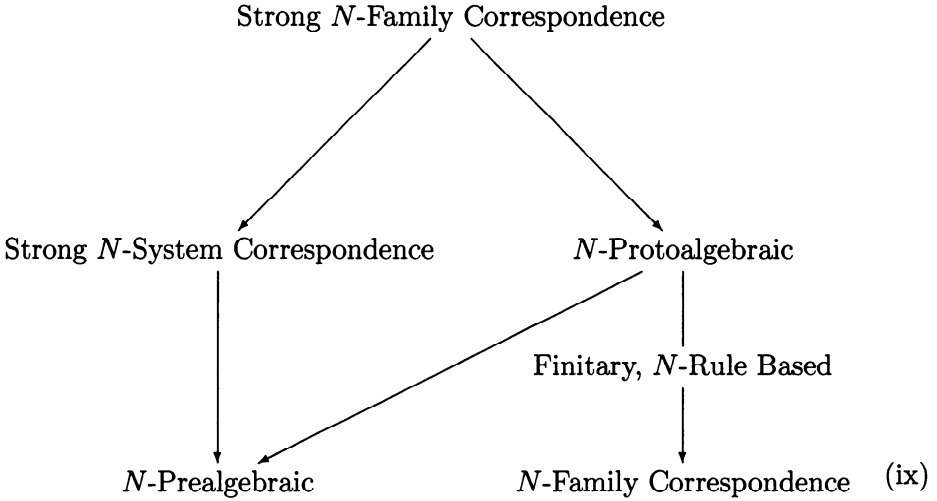 Strong N-Family Correspondence
Strong N-System Correspondence
N-Protoalgebraic
Finitary, N-Rule Based
N-Prealgebraic
N-Family Correspondence
(ix)